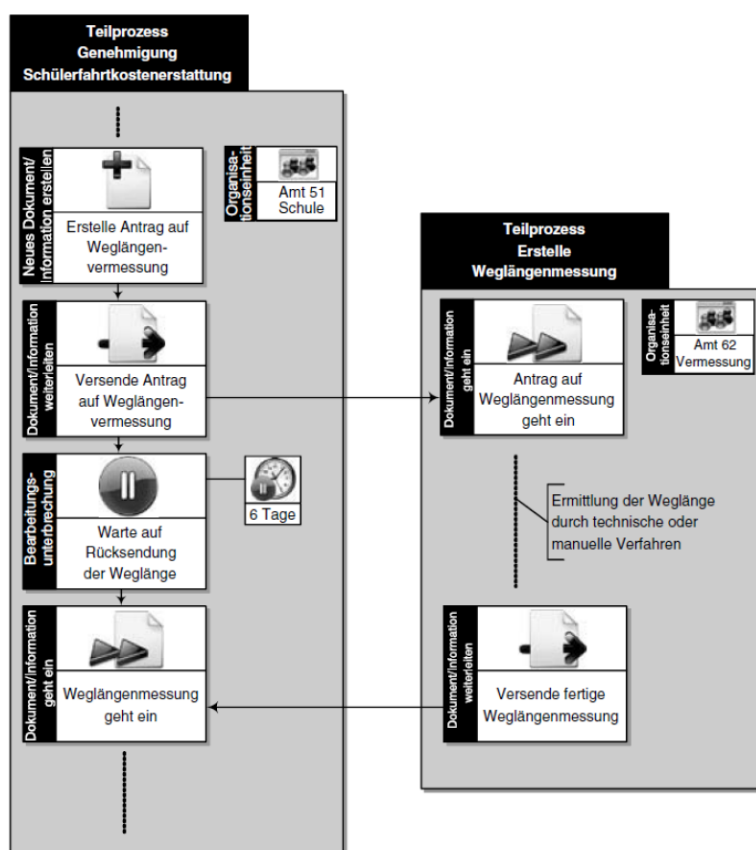 Teilprozess
Genehmigung
Schülerfahrtkostenerstattung
Neues Dokument/
Information erstellen
Erstelle Antrag auf
Weglängen-
vermessung
Organisa-
tionseinheit
Amt 51
Schule
Dokument/Information
weiterleiten
Versende Antrag
auf Weglängen-
vermessung
Bearbeitungs-
unterbrechung
Warte auf
Rücksendung
der Weglänge
6 Tage
Dokument/Information
geht ein
Weglängenmessung
geht ein
Teilprozess
Erstelle
Weglängenmessung
Dokument/Information
geht ein
Antrag auf
Weglängenmessung
geht ein
Organisa-
tionseinheit
Amt 62
Vermessung
Ermittlung der Weglänge
durch technische oder
manuelle Verfahren
Dokument/Information
weiterleiten
Versende fertige
Weglängenmessung